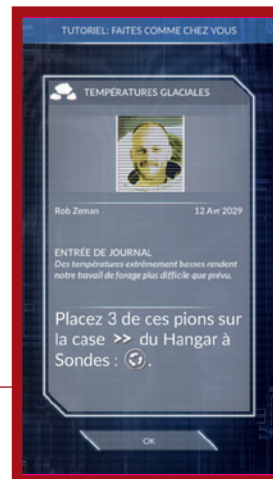 TUTORIEL: FAITES COMME CHEZ VOUS
TEMPÉRATURES GLACIALES
Rob Zeman 12 Avr 2029
ENTRÉE DE JOURNAL
Des températures extrêmement basses rendent
notre travail de forage plus difficile que prévu.
Placez 3 de ces pions sur
la case >> du Hangar à
Sondes : .
OK